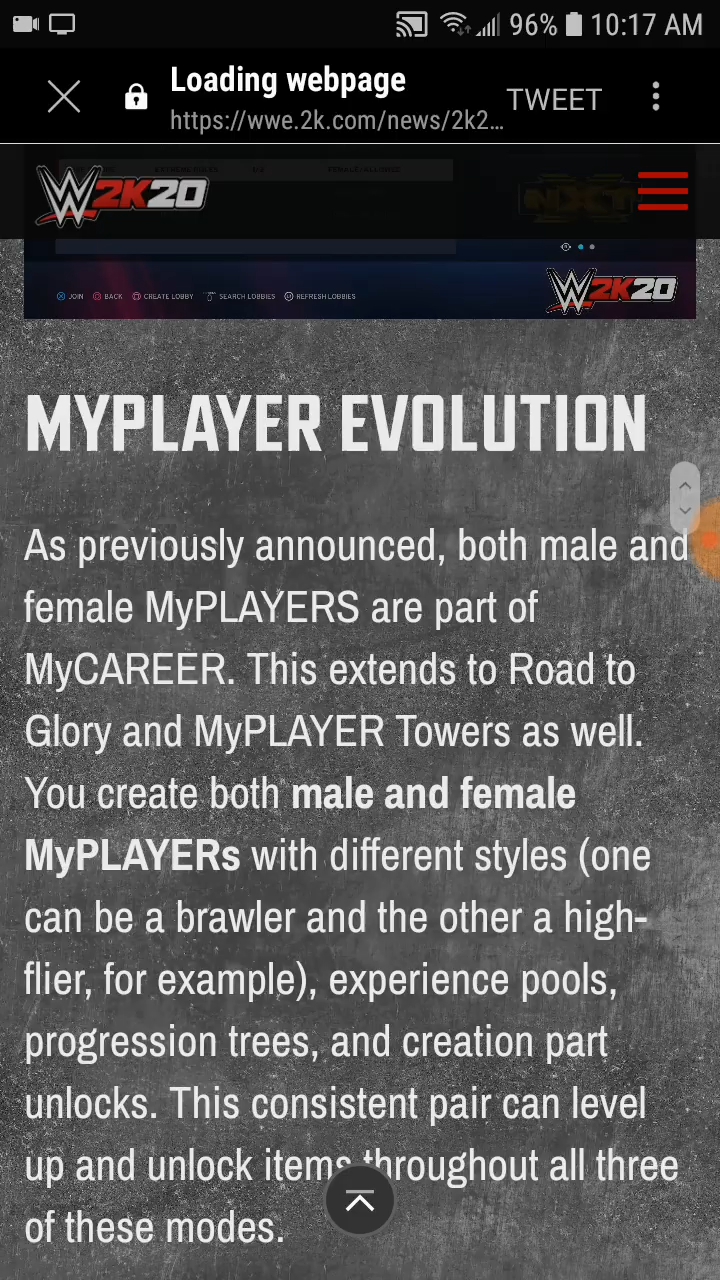 96% 10:17 AM
Loading webpage
TWEET
https://wwe.2k.com/news/2k2...
W2K20
NXT
JOIN BACK CREATE LOBBY SEARCH LOBBIES REFRESH LOBBIES
W2K20
MYPLAYER EVOLUTION
As previously announced, both male and
female MyPLAYERS are part of
MyCAREER. This extends to Road to
Glory and MyPLAYER Towers as well.
You create both male and female
MyPLAYERs with different styles (one
can be a brawler and the other a high-
flier, for example), experience pools,
progression trees, and creation part
unlocks. This consistent pair can level
up and unlock items throughout all three
of these modes.